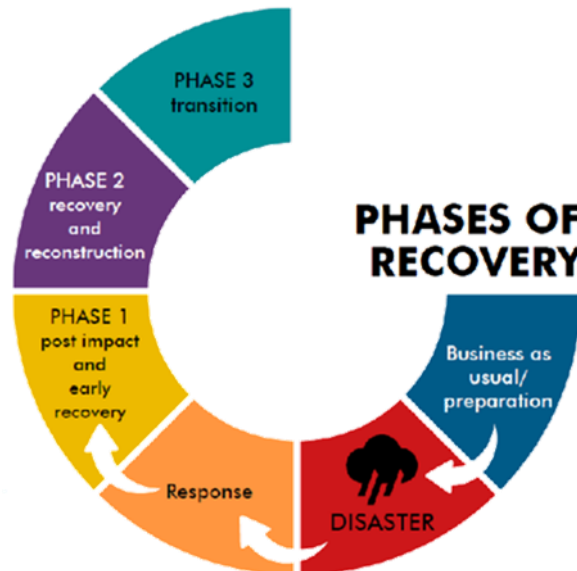 PHASES OF
RECOVERY
Business as
usual/
preparation
DISASTER
Response
PHASE 1
post impact
and
early
recovery
PHASE 2
recovery
and
reconstruction
PHASE 3
transition